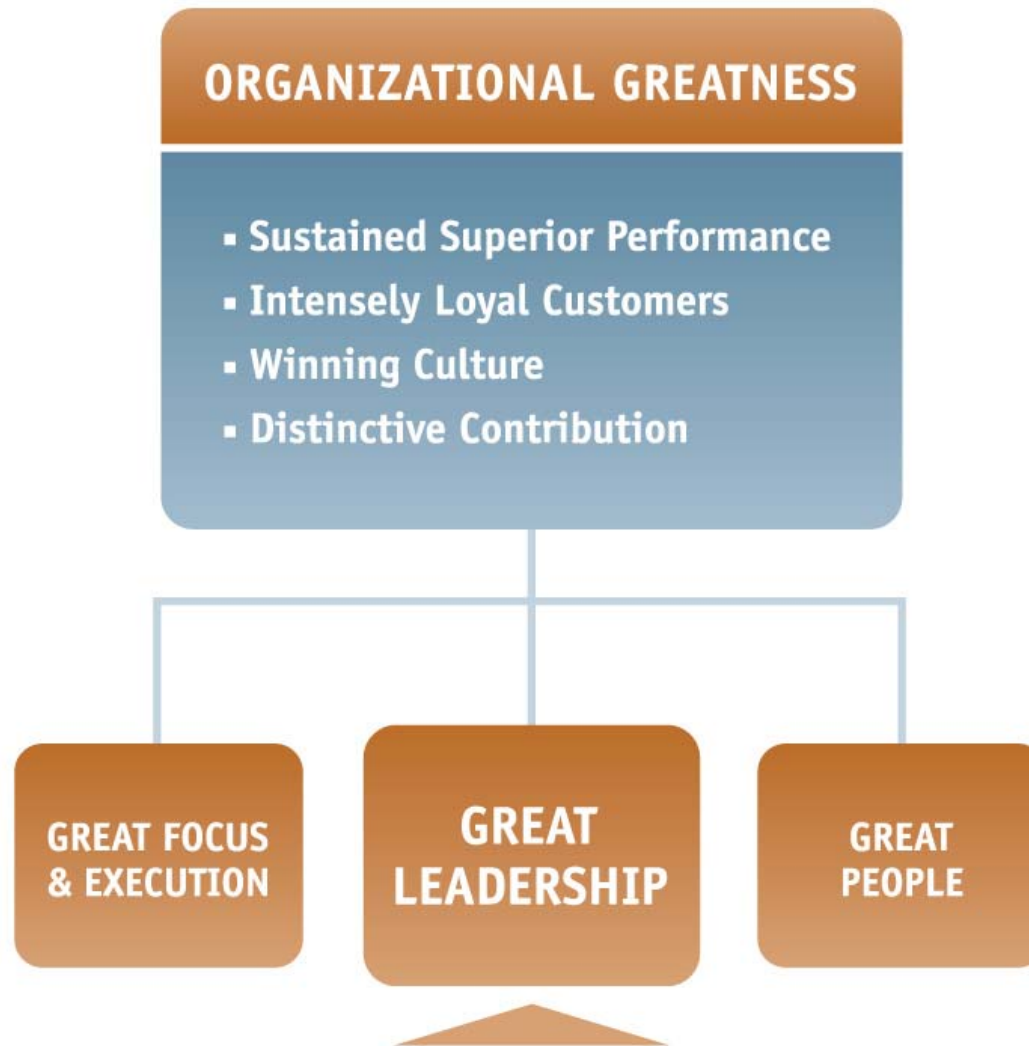 ORGANIZATIONAL GREATNESS
▪ Sustained Superior Performance
▪ Intensely Loyal Customers
▪ Winning Culture
▪ Distinctive Contribution
GREAT FOCUS
& EXECUTION
GREAT
LEADERSHIP
GREAT
PEOPLE